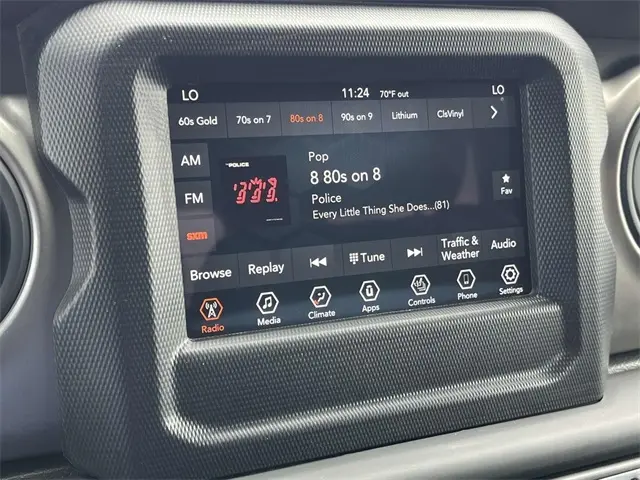 LO 11:24 70°F out LO
60s Gold 70s on 7 80s on 8 90s on 9 Lithium ClsVinyl
AM
FM
sxm
POLICE
Pop
8 80s on 8
Police
Every Little Thing She Does...(81)
Fav
Browse Replay Tune Traffic & Weather Audio
Radio Media Climate Apps Controls Phone Settings